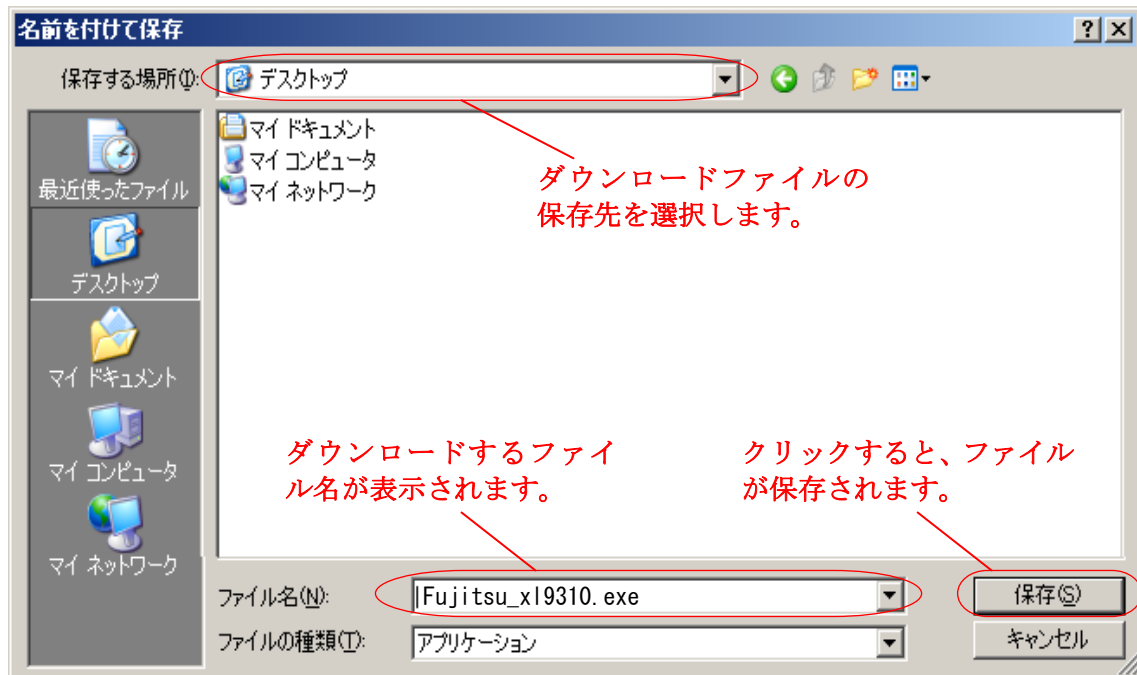 名前を付けて保存
保存する場所(I):
デスクトップ
マイ ドキュメント
マイ コンピュータ
マイ ネットワーク
最近使ったファイル
デスクトップ
マイ ドキュメント
マイ コンピュータ
マイ ネットワーク
ダウンロードファイルの
保存先を選択します。
ダウンロードするファイ
ル名が表示されます。
クリックすると、ファイル
が保存されます。
ファイル名(N):
Fujitsu_xl9310.exe
保存(S)
ファイルの種類(T):
アプリケーション
キャンセル